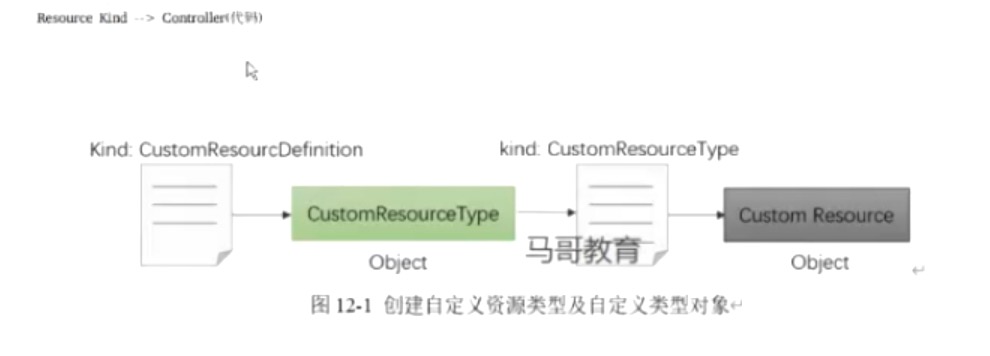 Resource Kind --> Controller(代码)
Kind: CustomResourcDefinition
kind: CustomResourceType
CustomResourceType
Custom Resource
马哥教育
Object
Object
图 12-1 创建自定义资源类型及自定义类型对象